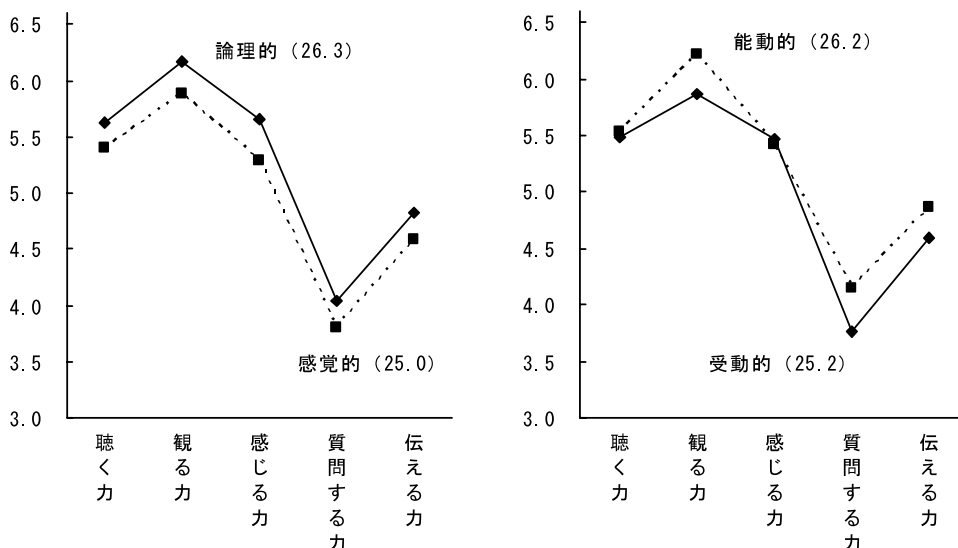 6.5
6.0
5.5
5.0
4.5
4.0
3.5
3.0
論理的（26.3）
感覚的（25.0）
聴く力
観る力
感じる力
質問する力
伝える力
6.5
6.0
5.5
5.0
4.5
4.0
3.5
3.0
能動的（26.2）
受動的（25.2）
聴く力
観る力
感じる力
質問する力
伝える力